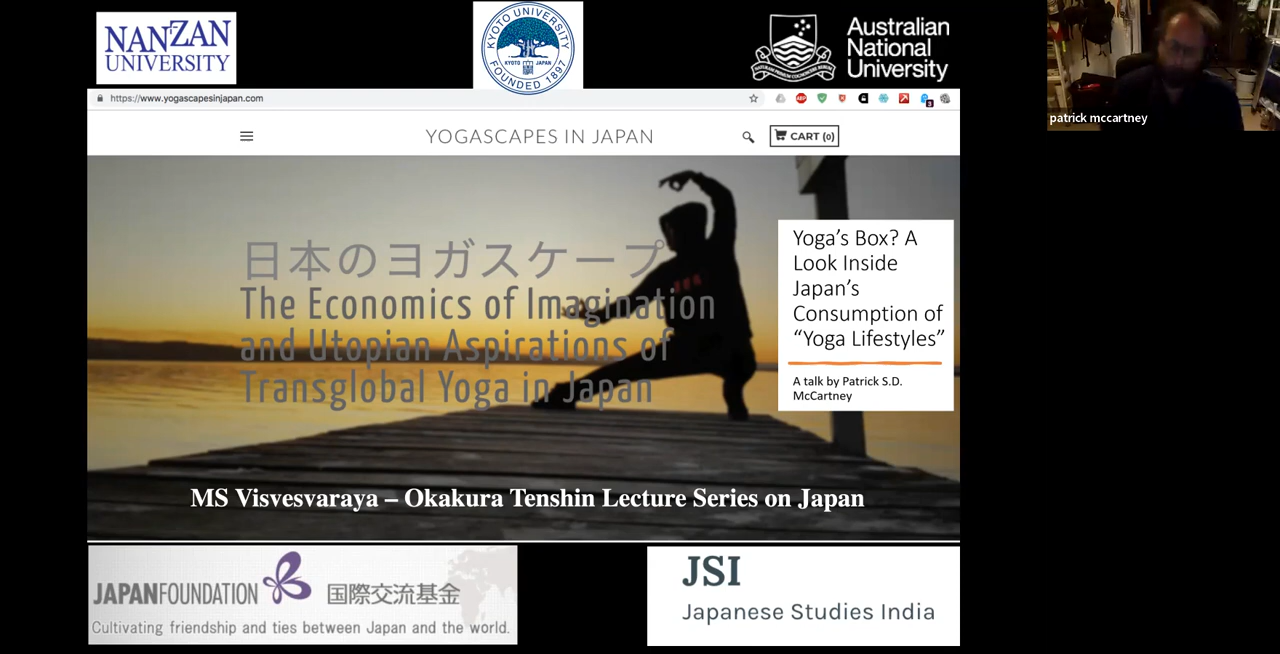 NANZAN
UNIVERSITY
KYOTO UNIVERSITY
KYOTO JAPAN
FOUNDED 1897
Australian
National
University
https://www.yogascapesinjapan.com
YOGASCAPES IN JAPAN
CART (0)
patrick mccartney
日本のヨガスケープ
The Economics of Imagination
and Utopian Aspirations of
Transglobal Yoga in Japan
Yoga’s Box? A
Look Inside
Japan’s
Consumption of
“Yoga Lifestyles”
A talk by Patrick S.D.
McCartney
MS Visvesvaraya – Okakura Tenshin Lecture Series on Japan
JAPANFOUNDATION 国際交流基金
Cultivating friendship and ties between Japan and the world.
JSI
Japanese Studies India